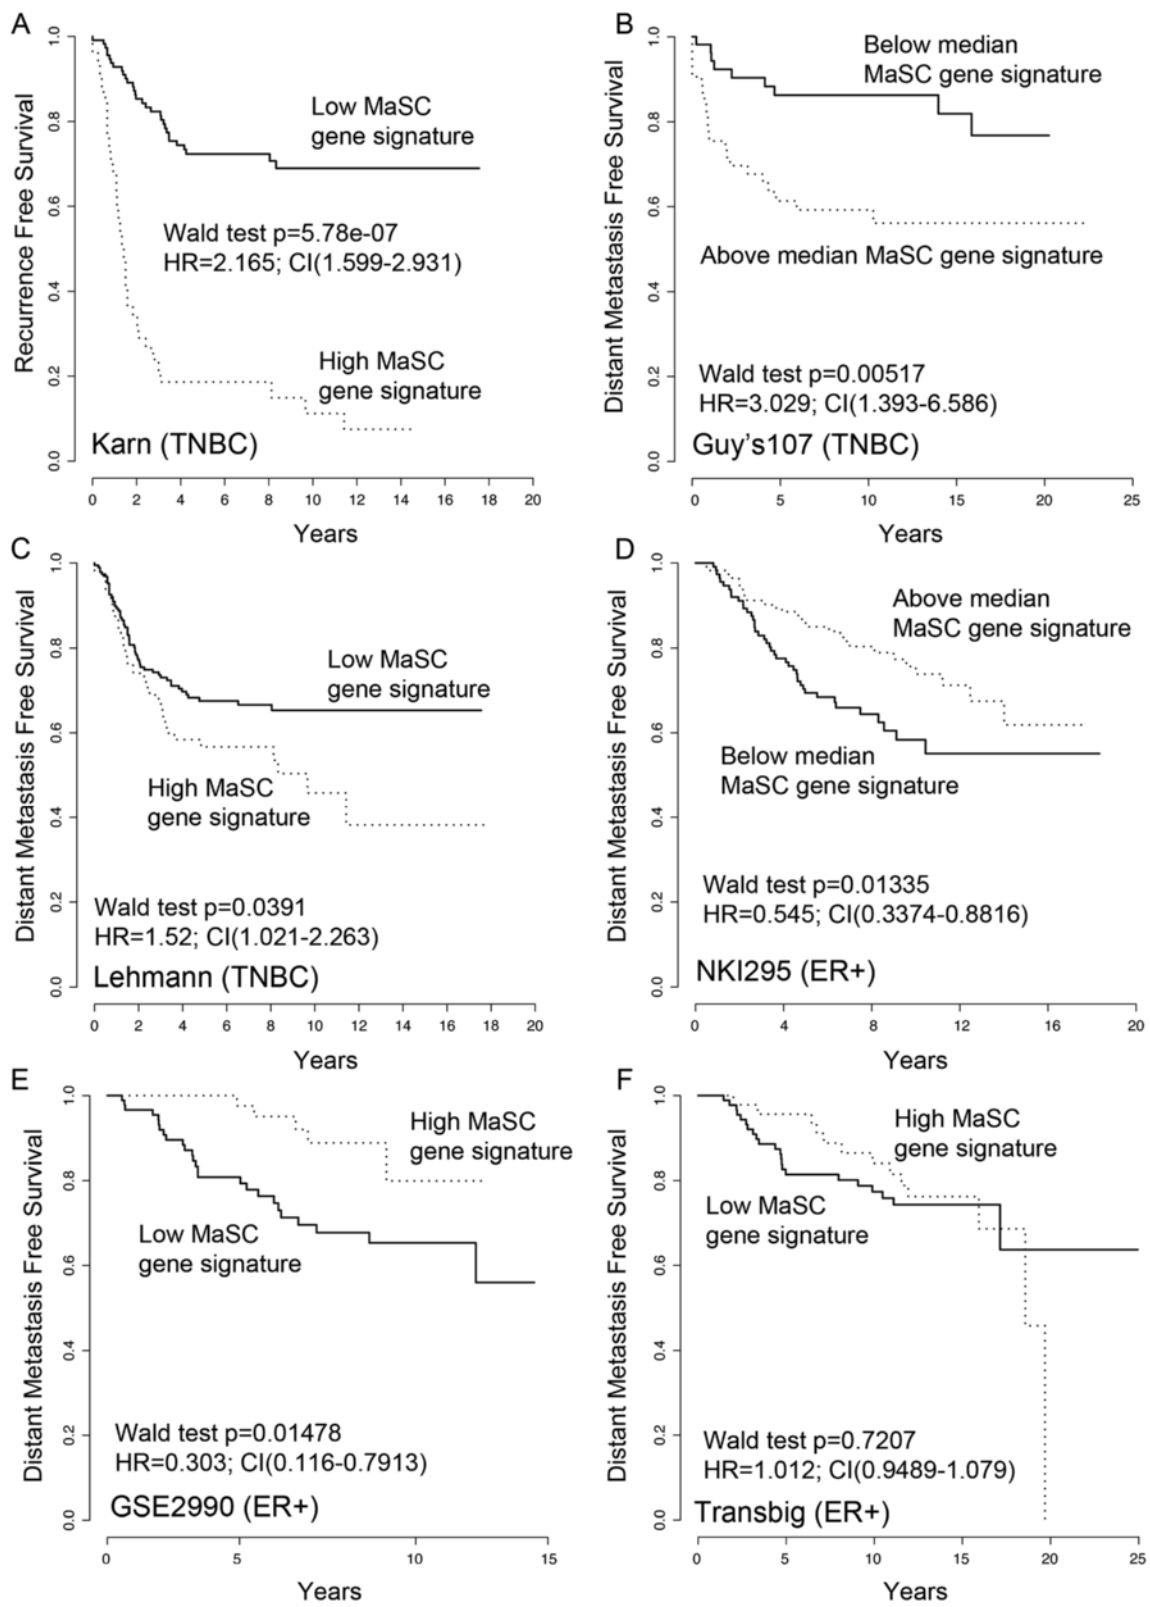 A
Recurrence Free Survival
1.0
0.8
0.6
0.4
0.2
0.0
Low MaSC
gene signature
Wald test p=5.78e-07
HR=2.165; CI(1.599-2.931)
High MaSC
gene signature
Karn (TNBC)
0 2 4 6 8 10 12 14 16 18 20
Years
B
Distant Metastasis Free Survival
1.0
0.8
0.6
0.4
0.2
0.0
Below median
MaSC gene signature
Above median MaSC gene signature
Wald test p=0.00517
HR=3.029; CI(1.393-6.586)
Guy's107 (TNBC)
0 5 10 15 20 25
Years
C
Distant Metastasis Free Survival
1.0
0.8
0.6
0.4
0.2
0.0
Low MaSC
gene signature
High MaSC
gene signature
Wald test p=0.0391
HR=1.52; CI(1.021-2.263)
Lehmann (TNBC)
0 2 4 6 8 10 12 14 16 18 20
Years
D
Distant Metastasis Free Survival
1.0
0.8
0.6
0.4
0.2
0.0
Above median
MaSC gene signature
Below median
MaSC gene signature
Wald test p=0.01335
HR=0.545; CI(0.3374-0.8816)
NKI295 (ER+)
0 4 8 12 16 20
Years
E
Distant Metastasis Free Survival
1.0
0.8
0.6
0.4
0.2
0.0
High MaSC
gene signature
Low MaSC
gene signature
Wald test p=0.01478
HR=0.303; CI(0.116-0.7913)
GSE2990 (ER+)
0 5 10 15
Years
F
Distant Metastasis Free Survival
1.0
0.8
0.6
0.4
0.2
0.0
High MaSC
gene signature
Low MaSC
gene signature
Wald test p=0.7207
HR=1.012; CI(0.9489-1.079)
Transbig (ER+)
0 5 10 15 20 25
Years